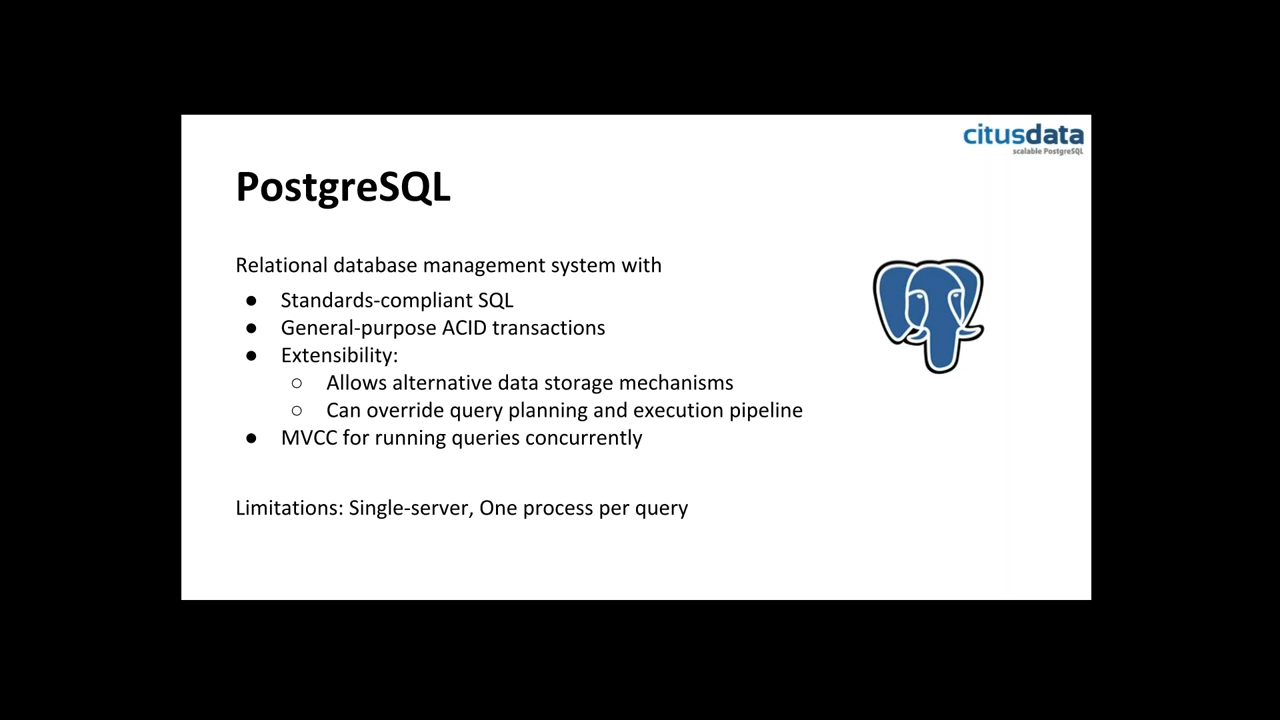 citusdata
scalable PostgreSQL
PostgreSQL
Relational database management system with
● Standards-compliant SQL
● General-purpose ACID transactions
● Extensibility:
○ Allows alternative data storage mechanisms
○ Can override query planning and execution pipeline
● MVCC for running queries concurrently
Limitations: Single-server, One process per query